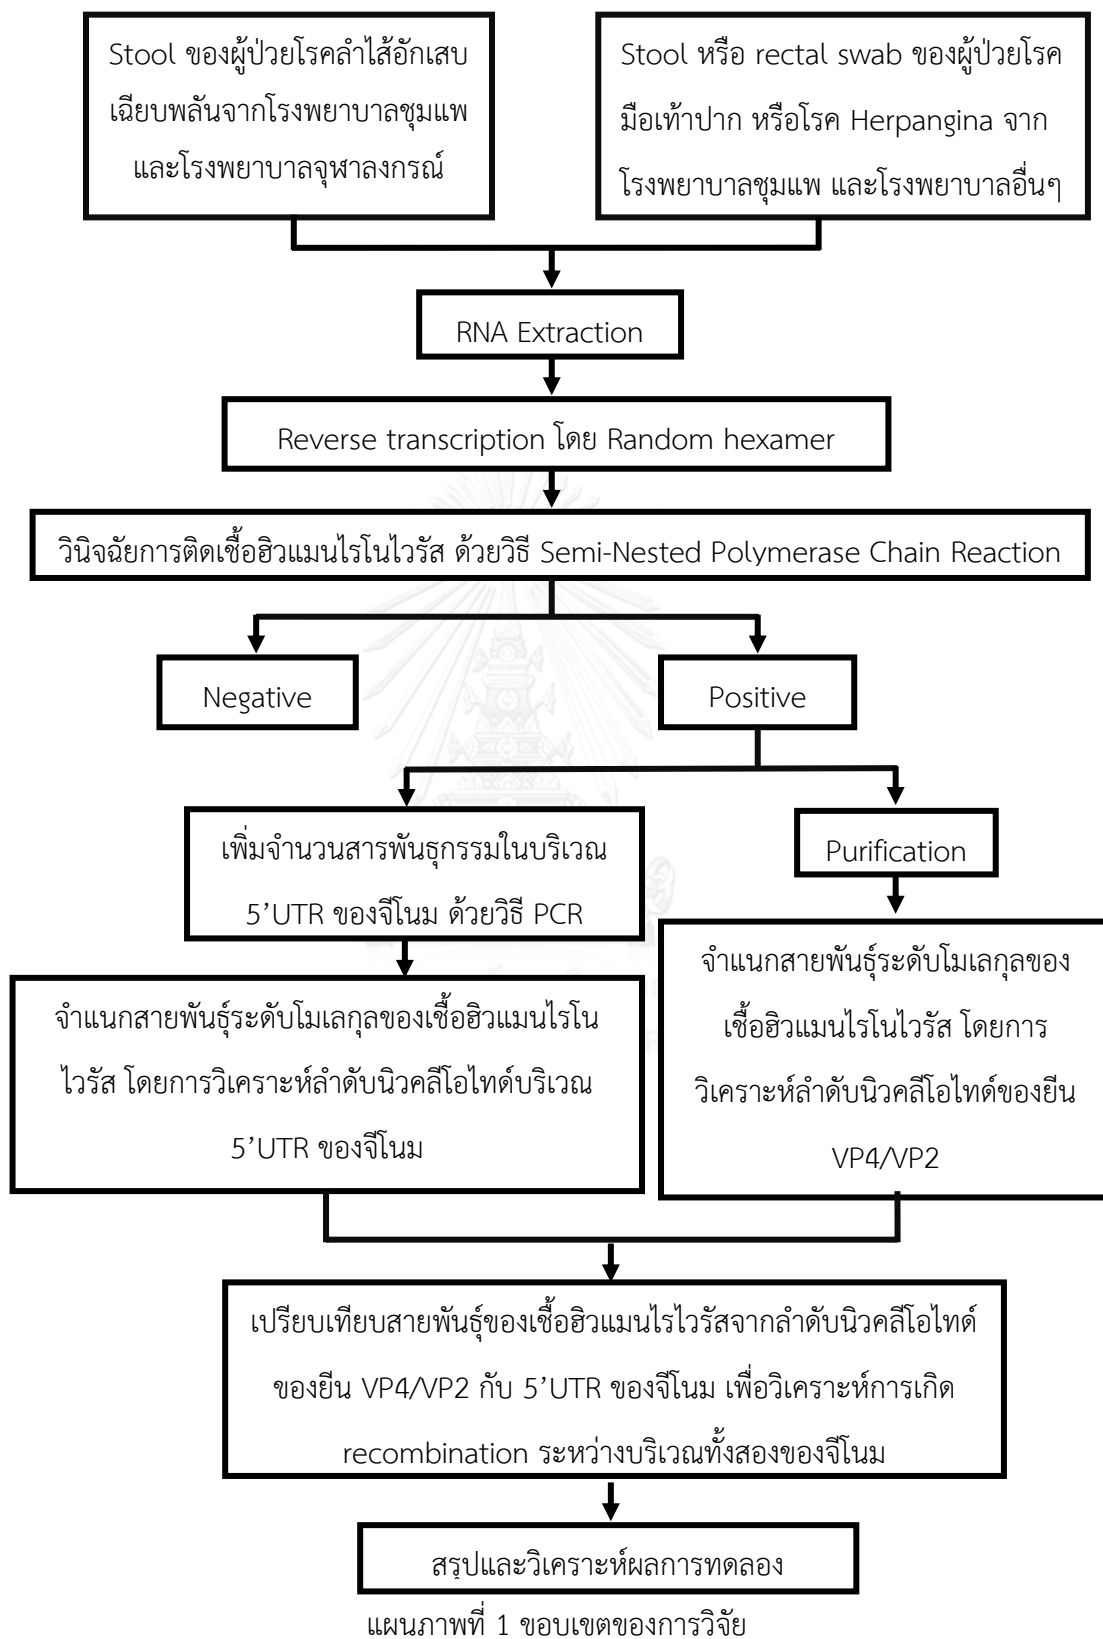 Stool ของผู้ป่วยโรคลำไส้อักเสบ
เฉียบพลันจากโรงพยาบาลชุมแพ
และโรงพยาบาลจุฬาลงกรณ์
Stool หรือ rectal swab ของผู้ป่วยโรค
มือเท้าปาก หรือโรค Herpangina จาก
โรงพยาบาลชุมแพ และโรงพยาบาลอื่นๆ
RNA Extraction
Reverse transcription โดย Random hexamer
วินิจฉัยการติดเชื้อฮิวแมนไรโนไวรัส ด้วยวิธี Semi-Nested Polymerase Chain Reaction
Negative
Positive
เพิ่มจำนวนสารพันธุกรรมในบริเวณ
5’UTR ของจีโนม ด้วยวิธี PCR
Purification
จำแนกสายพันธุ์ระดับโมเลกุลของเชื้อฮิวแมนไรโน
ไวรัส โดยการวิเคราะห์ลำดับนิวคลีโอไทด์บริเวณ
5’UTR ของจีโนม
จำแนกสายพันธุ์ระดับโมเลกุลของ
เชื้อฮิวแมนไรโนไวรัส โดยการ
วิเคราะห์ลำดับนิวคลีโอไทด์ของยีน
VP4/VP2
เปรียบเทียบสายพันธุ์ของเชื้อฮิวแมนไรไวรัสจากลำดับนิวคลีโอไทด์
ของยีน VP4/VP2 กับ 5’UTR ของจีโนม เพื่อวิเคราะห์การเกิด
recombination ระหว่างบริเวณทั้งสองของจีโนม
สรุปและวิเคราะห์ผลการทดลอง
แผนภาพที่ 1 ขอบเขตของการวิจัย